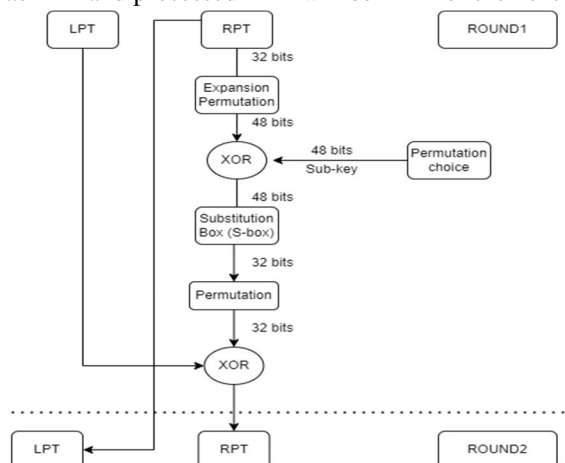 LPT RPT ROUND1
32 bits
Expansion
Permutation
48 bits
XOR
48 bits
Sub-key
Permutation
choice
48 bits
Substitution
Box (S-box)
32 bits
Permutation
32 bits
XOR
LPT RPT ROUND2